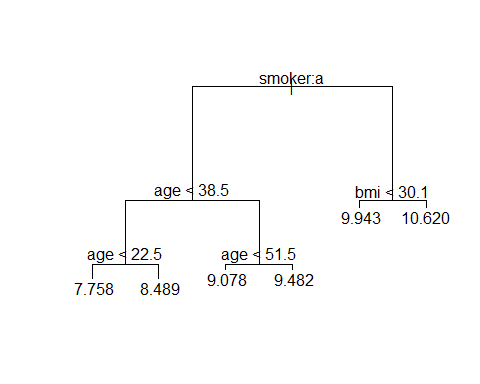 smoker:a
age < 38.5
bmi < 30.1
9.943 10.620
age < 22.5
age < 51.5
7.758 8.489
9.078 9.482